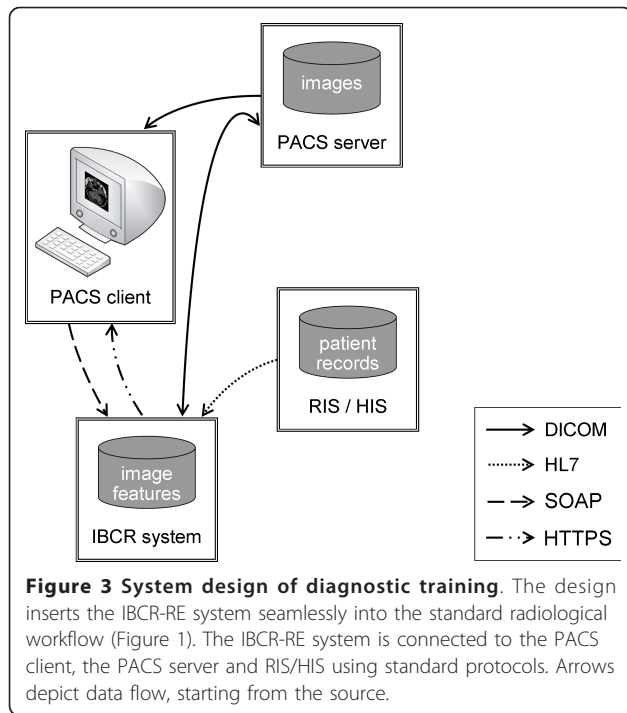 images
PACS server
PACS client
patient
records
RIS / HIS
image
features
IBCR system
DICOM
HL7
SOAP
HTTPS
Figure 3 System design of diagnostic training. The design
inserts the IBCR-RE system seamlessly into the standard radiological
workflow (Figure 1). The IBCR-RE system is connected to the PACS
client, the PACS server and RIS/HIS using standard protocols. Arrows
depict data flow, starting from the source.